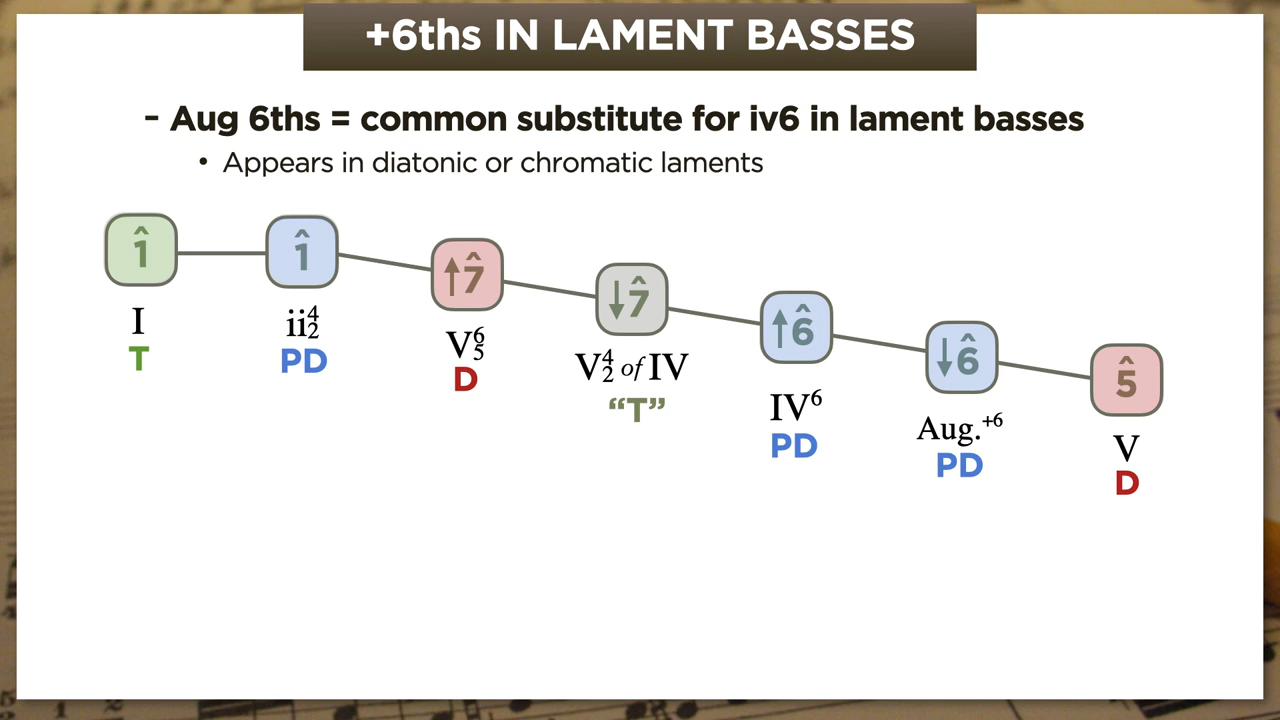 +6ths IN LAMENT BASSES
– Aug 6ths = common substitute for iv6 in lament basses
• Appears in diatonic or chromatic laments
1̂ 1̂ ↑7̂ ↓7̂ ↑6̂ ↓6̂ 5̂
I ii42 V65 V42 of IV IV6 Aug.+6 V
T PD D “T” PD PD D